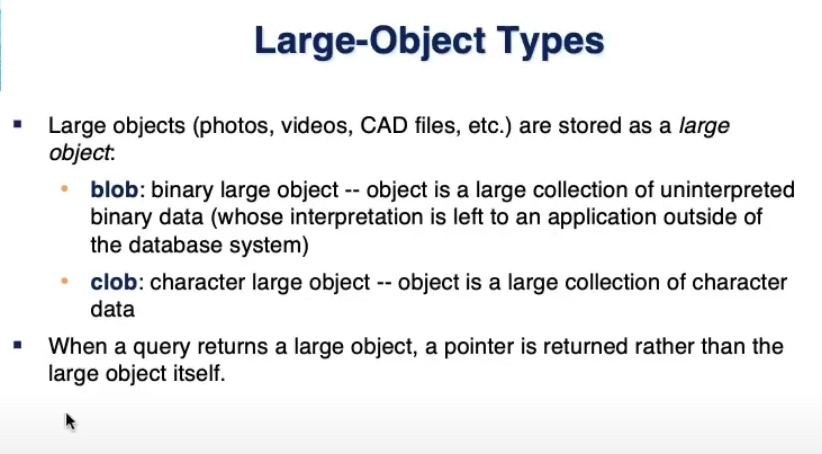 Large-Object Types
Large objects (photos, videos, CAD files, etc.) are stored as a large
object:
blob: binary large object -- object is a large collection of uninterpreted
binary data (whose interpretation is left to an application outside of
the database system)
clob: character large object -- object is a large collection of character
data
When a query returns a large object, a pointer is returned rather than the
large object itself.